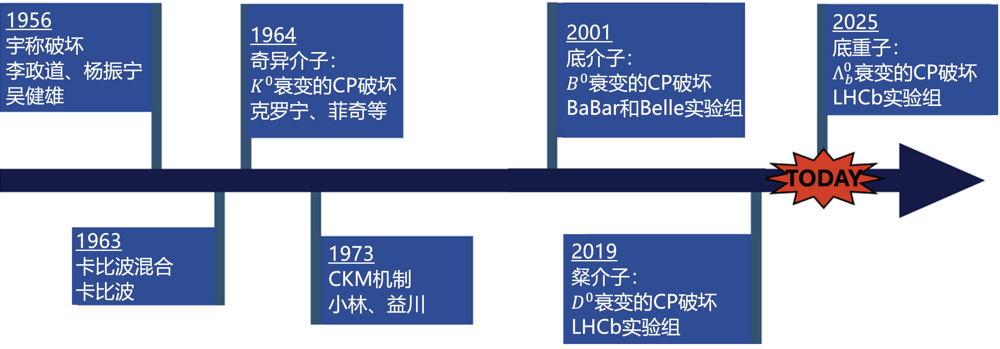 1956
宇称破坏
李政道、杨振宁
吴健雄
1963
卡比波混合
卡比波
1964
奇异介子：
K⁰衰变的CP破坏
克罗宁、菲奇等
1973
CKM机制
小林、益川
2001
底介子：
B⁰衰变的CP破坏
BaBar和Belle实验组
2019
粲介子：
D⁰衰变的CP破坏
LHCb实验组
2025
底重子：
Λ_b^0衰变的CP破坏
LHCb实验组
TODAY